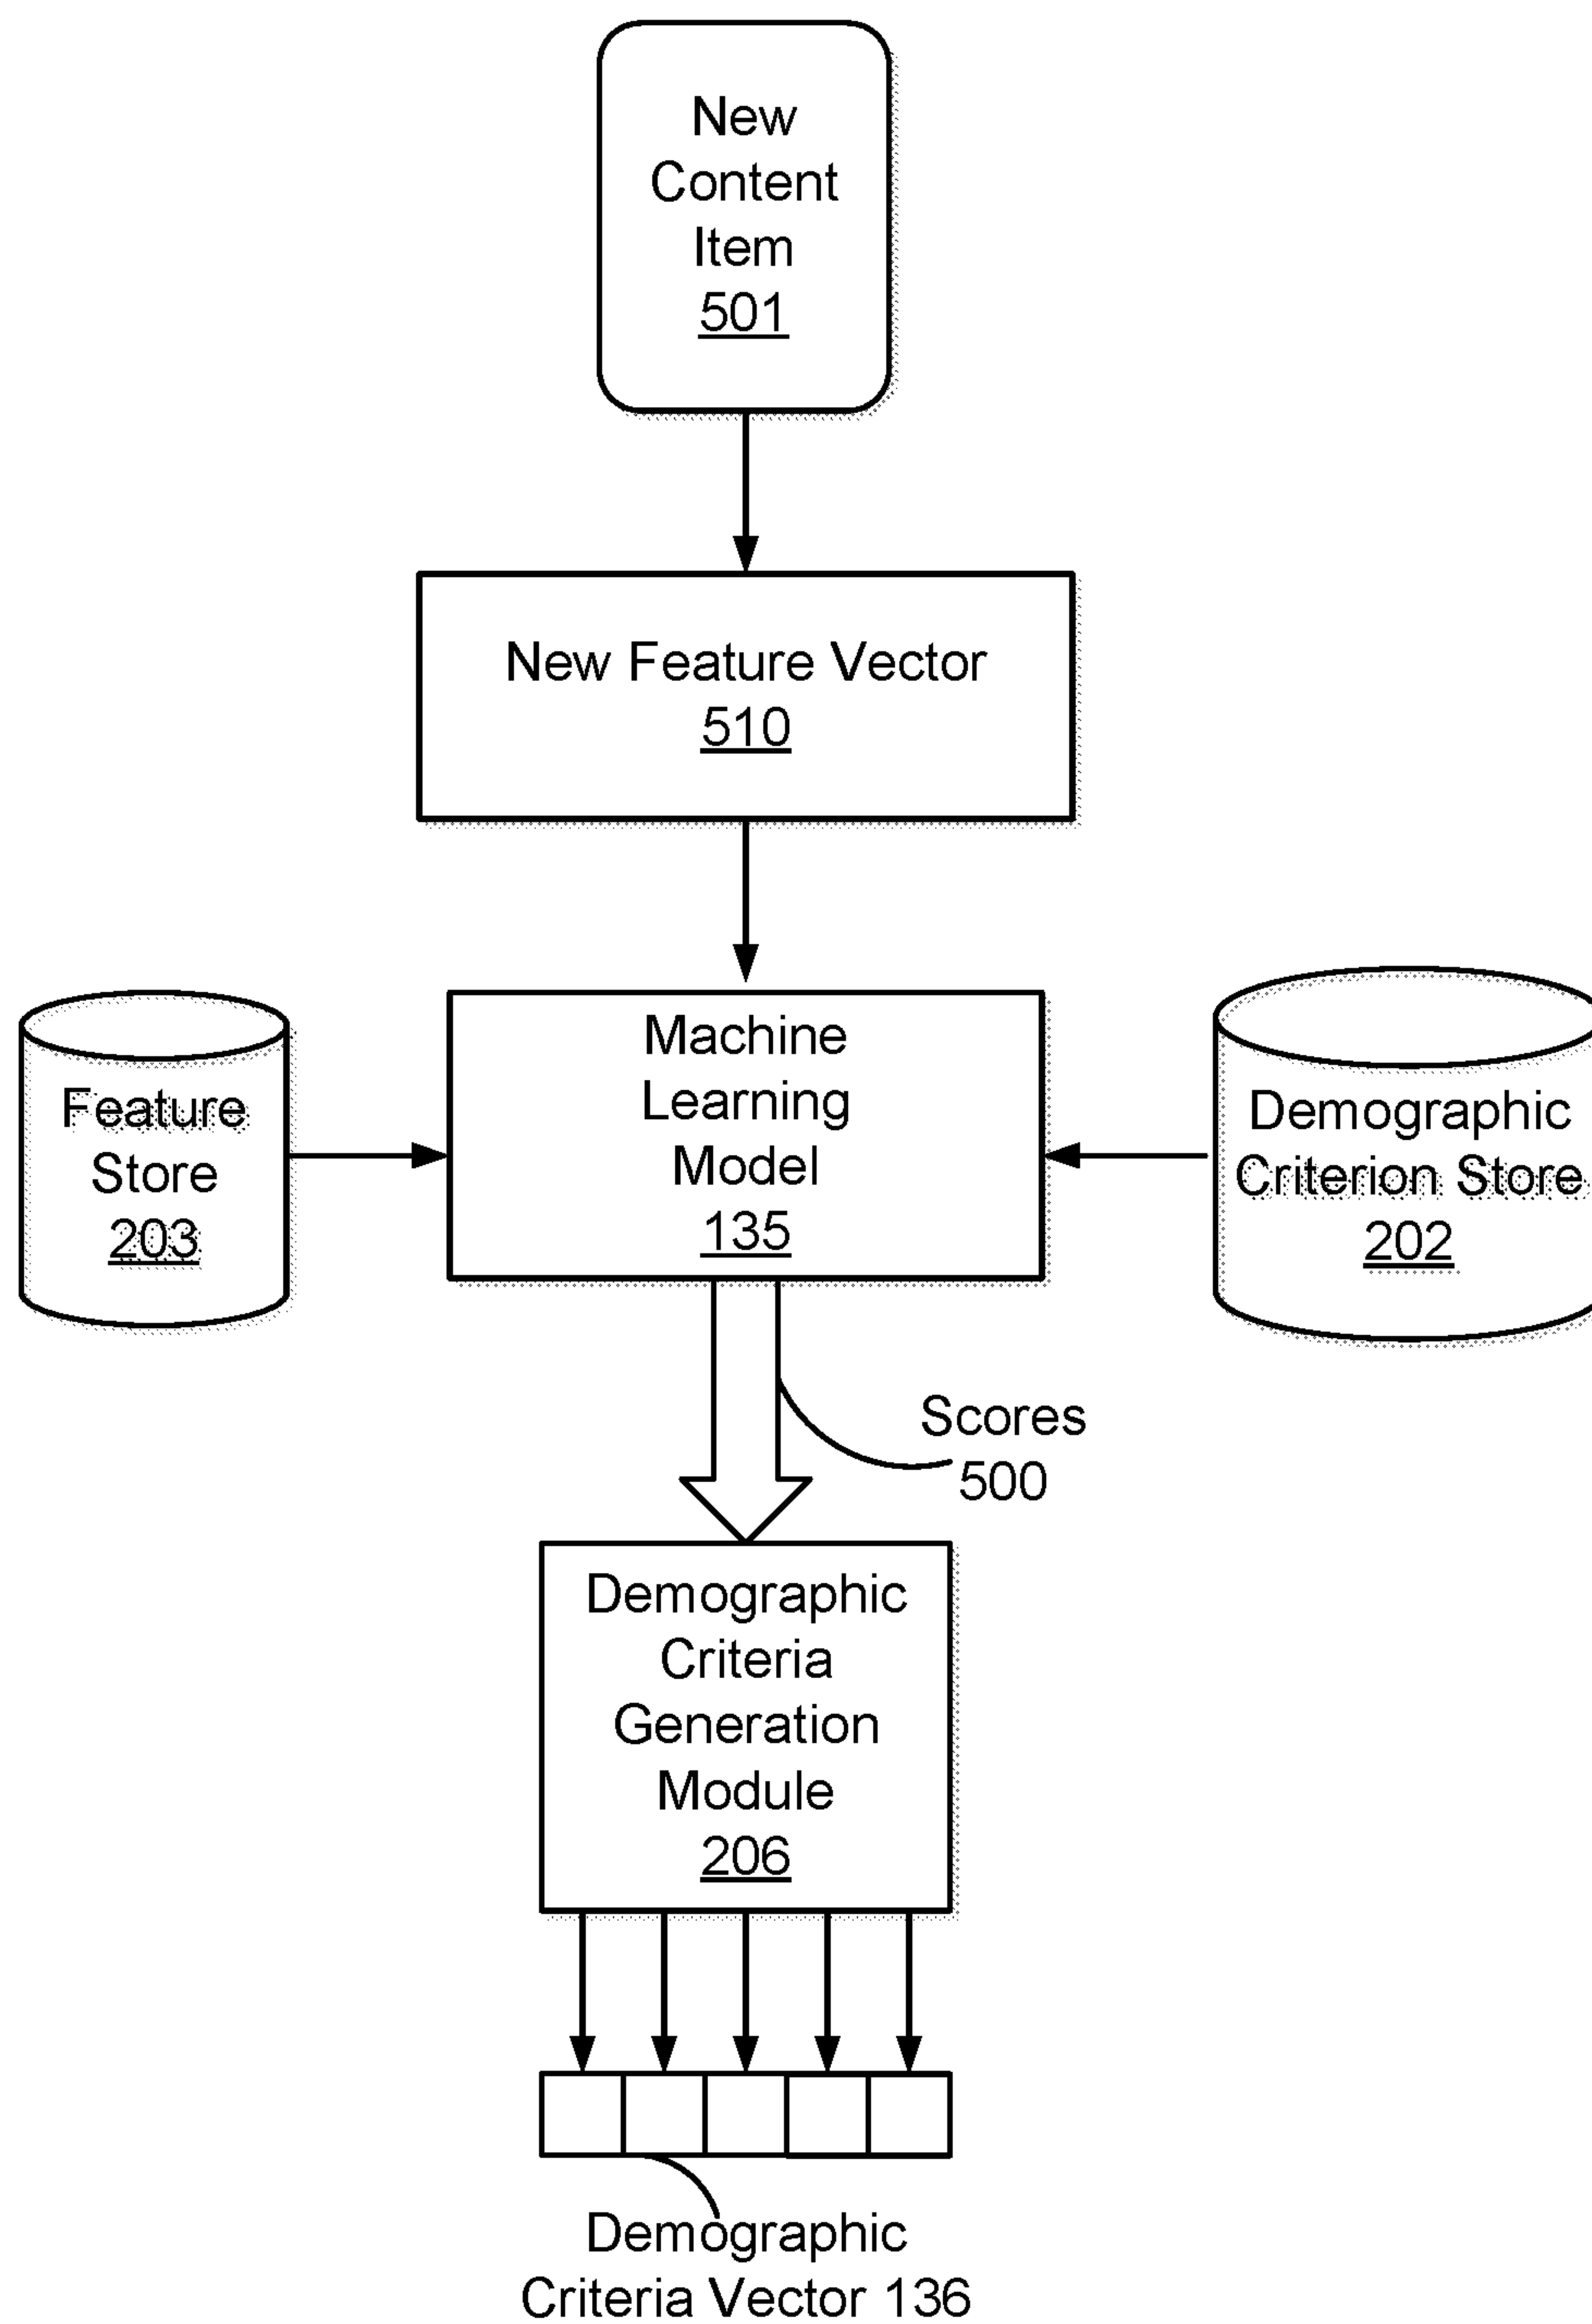 New
Content
Item
501
New Feature Vector
510
Machine
Learning
Model
135
Feature
Store
203
Demographic
Criterion Store
202
Scores
500
Demographic
Criteria
Generation
Module
206
Demographic
Criteria Vector 136